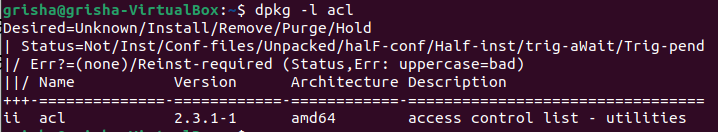 grisha@grisha-VirtualBox:~$ dpkg -l acl
Desired=Unknown/Install/Remove/Purge/Hold
| Status=Not/Inst/Conf-files/Unpacked/halF-conf/Half-inst/trig-aWait/Trig-pend
|/ Err?=(none)/Reinst-required (Status,Err: uppercase=bad)
||/ Name           Version      Architecture Description
+++-==============-============-============-=================================
ii  acl            2.3.1-1      amd64        access control list - utilities